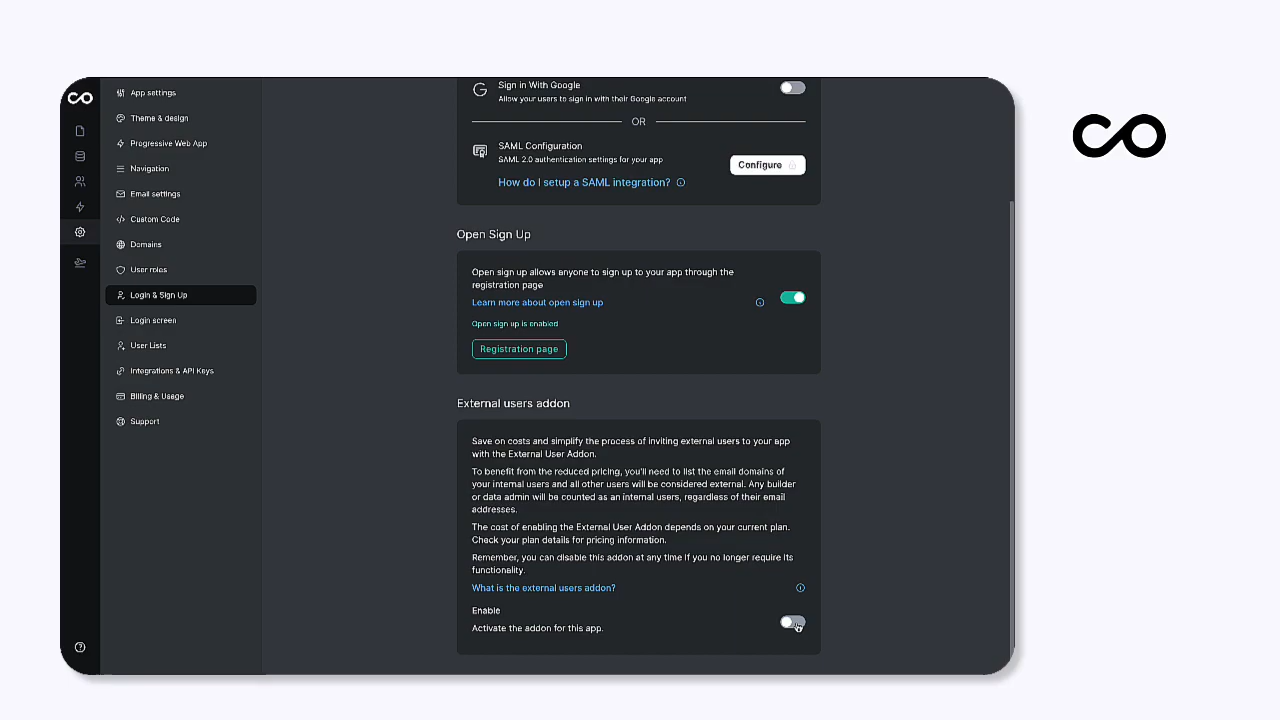 App settings
Theme & design
Progressive Web App
Navigation
Email settings
Custom Code
Domains
User roles
Login & Sign Up
Login screen
User Lists
Integrations & API Keys
Billing & Usage
Support
Sign in With Google
Allow your users to sign in with their Google account
OR
SAML Configuration
SAML 2.0 authentication settings for your app
Configure
How do I setup a SAML integration?
Open Sign Up
Open sign up allows anyone to sign up to your app through the
registration page
Learn more about open sign up
Open sign up is enabled
Registration page
External users addon
Save on costs and simplify the process of inviting external users to your app
with the External User Addon.
To benefit from the reduced pricing, you'll need to list the email domains of
your internal users and all other users will be considered external. Any builder
or data admin will be counted as an internal users, regardless of their email
addresses.
The cost of enabling the External User Addon depends on your current plan.
Check your plan details for pricing information.
Remember, you can disable this addon at any time if you no longer require its
functionality.
What is the external users addon?
Enable
Activate the addon for this app.